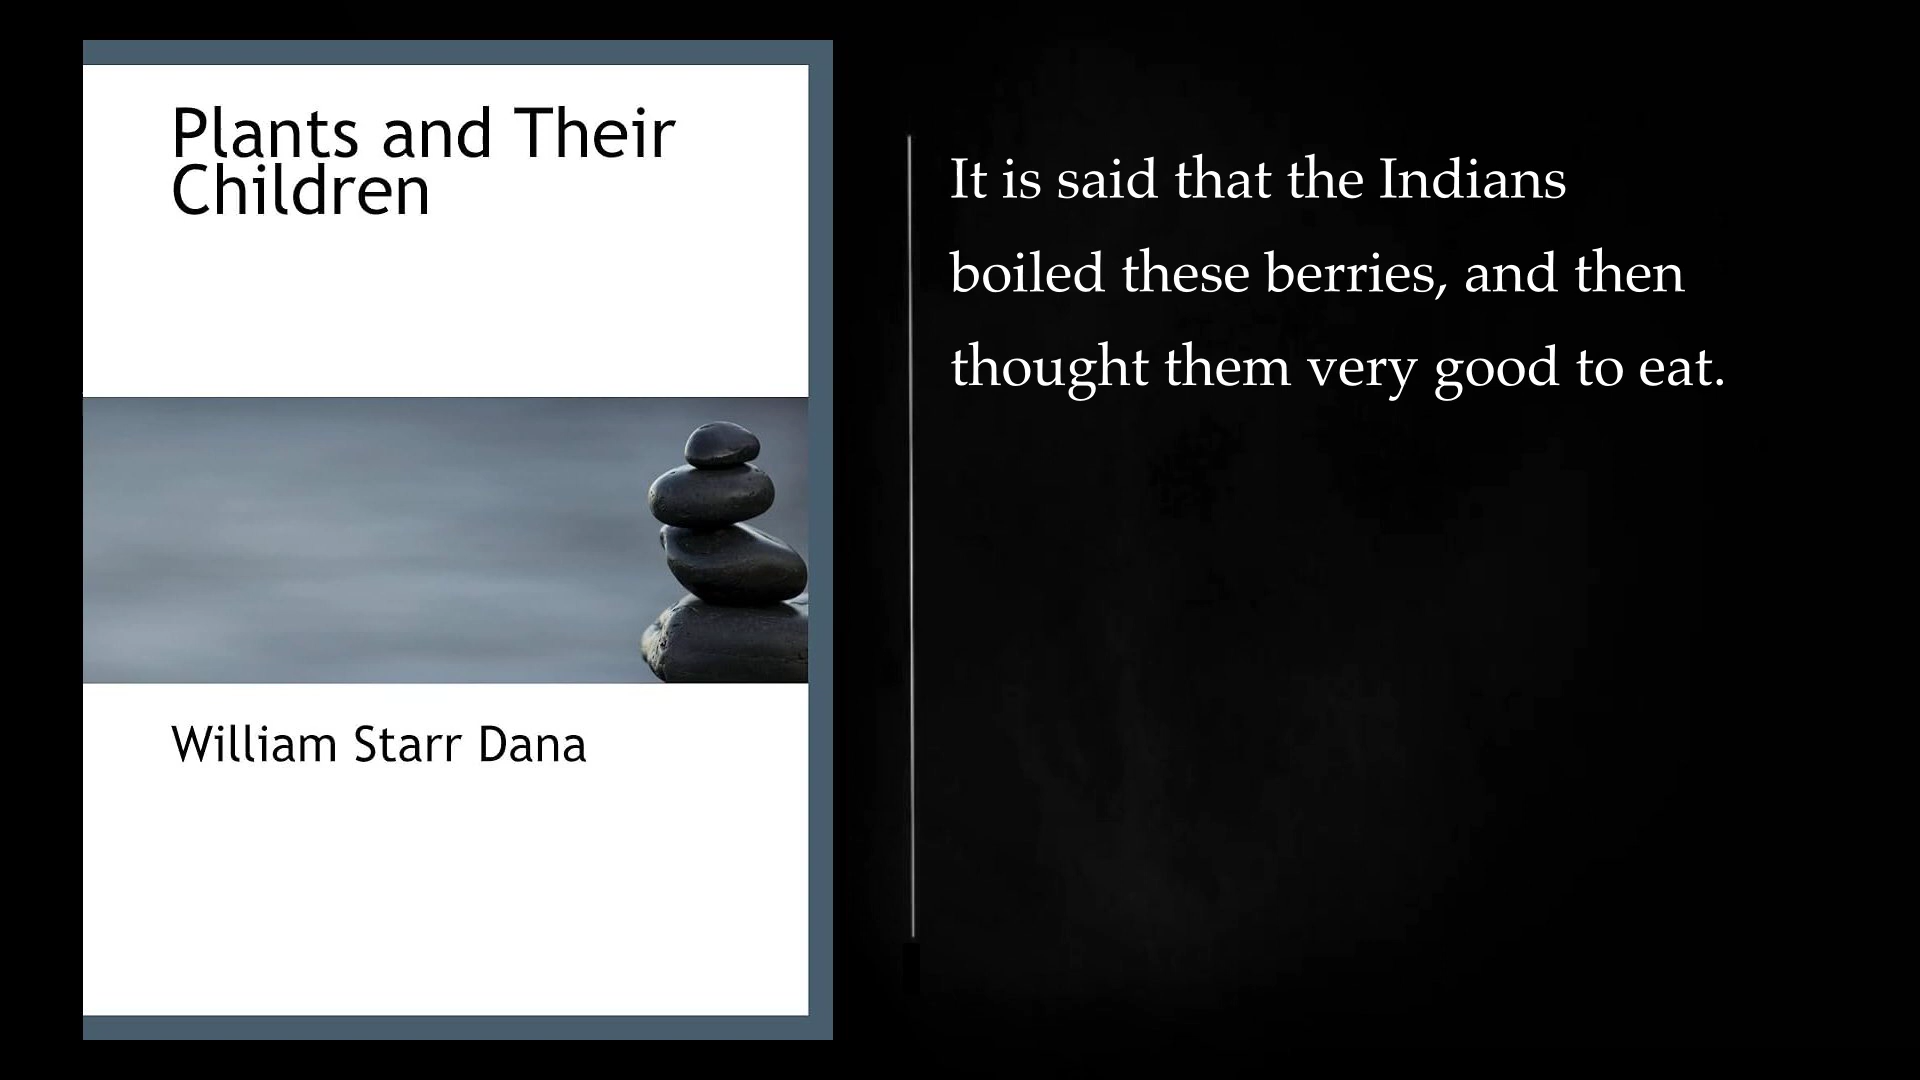 Plants and Their
Children
William Starr Dana
It is said that the Indians
boiled these berries, and then
thought them very good to eat.